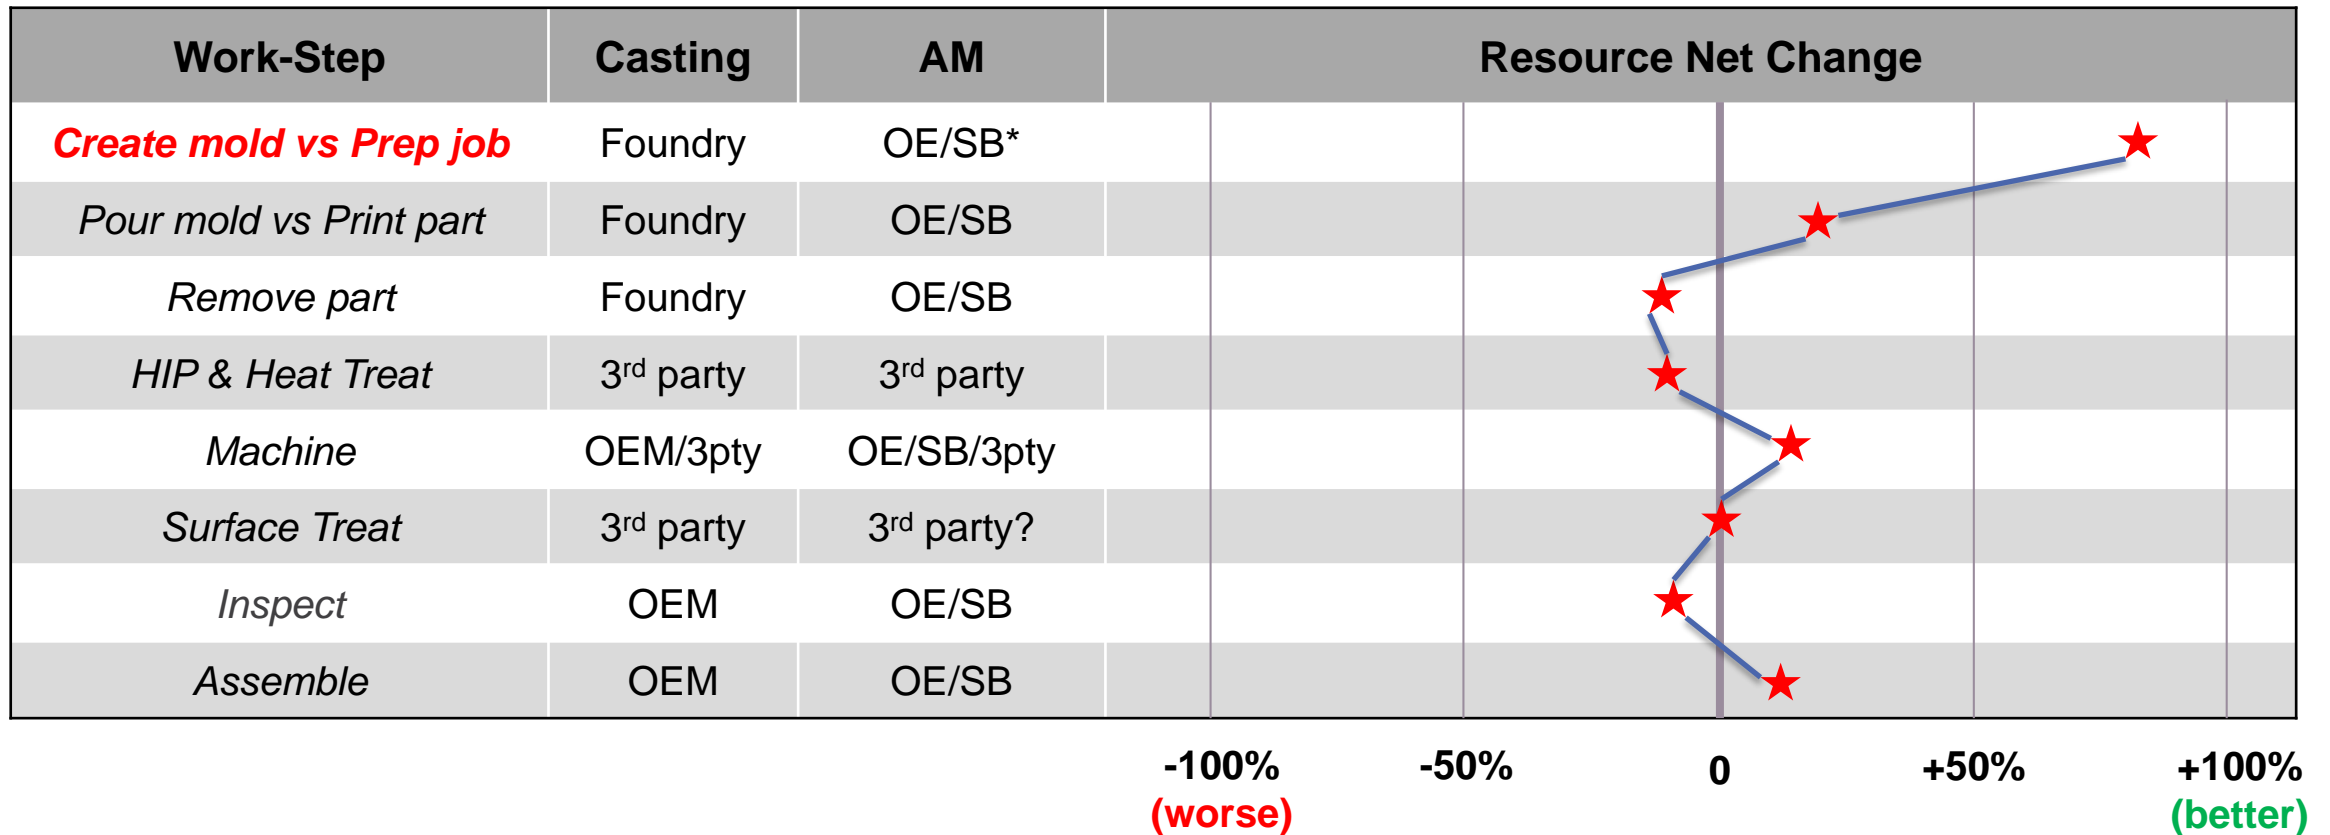 Work-Step Casting AM Resource Net Change
Create mold vs Prep job Foundry OE/SB*
Pour mold vs Print part Foundry OE/SB
Remove part Foundry OE/SB
HIP & Heat Treat 3rd party 3rd party
Machine OEM/3pty OE/SB/3pty
Surface Treat 3rd party 3rd party?
Inspect OEM OE/SB
Assemble OEM OE/SB
-100% -50% 0 +50% +100%
(worse) (better)